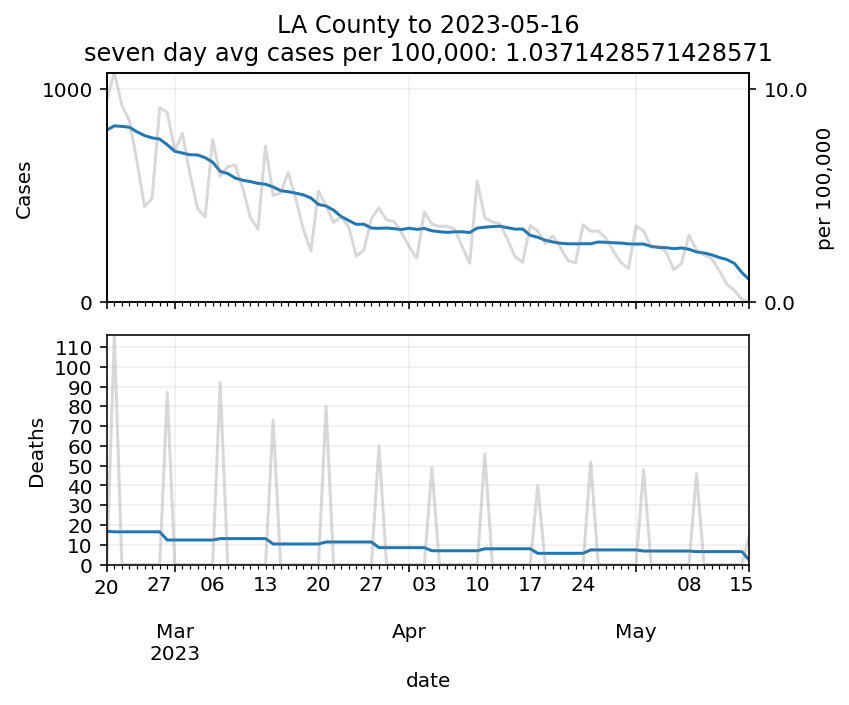 LA County to 2023-05-16
seven day avg cases per 100,000: 1.0371428571428571
1000
0
Cases
10.0
0.0
per 100,000
110
100
90
80
70
60
50
40
30
20
10
0
Deaths
20 27 06 13 20 27 03 10 17 24 08 15
Mar Apr May
2023
date